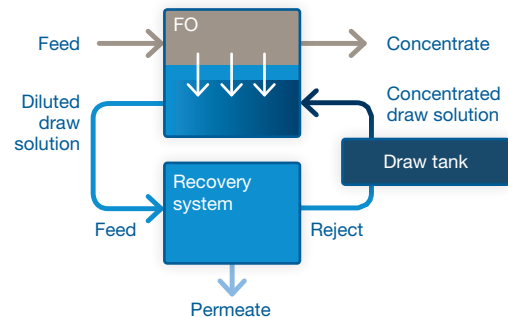 FO
Feed
Concentrate
Diluted
draw
solution
Concentrated
draw solution
Draw tank
Recovery
system
Feed
Reject
Permeate